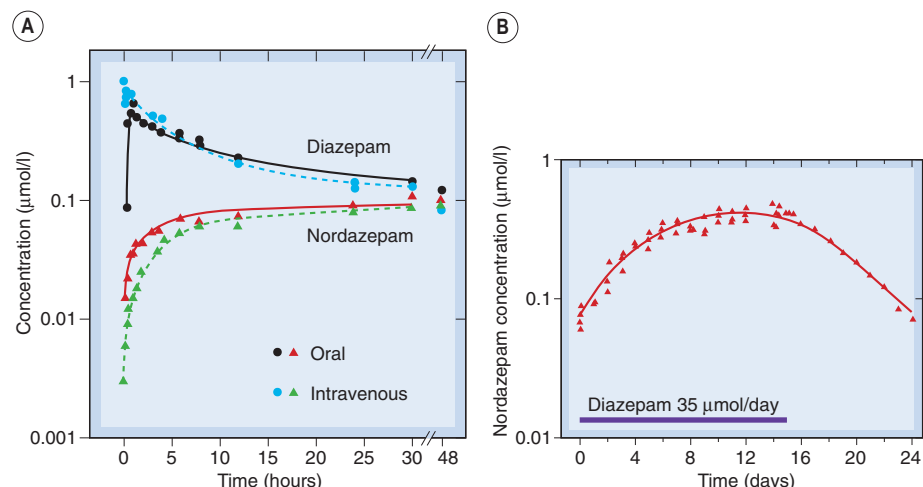 A
Concentration (μmol/l)
1
0.1
0.01
0.001
Diazepam
Nordazepam
Oral
Intravenous
0 5 10 15 20 25 30 48
Time (hours)
B
Nordazepam concentration (μmol/l)
1
0.1
0.01
Diazepam 35 μmol/day
0 4 8 12 16 20 24
Time (days)